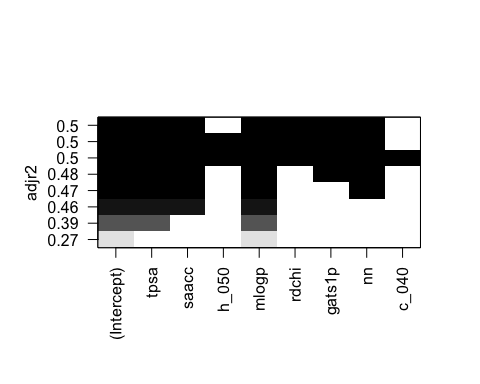 adjr2
0.5
0.5
0.5
0.48
0.47
0.46
0.39
0.27
(Intercept)
tpsa
saacc
h_050
mlogp
rdchi
gats1p
nn
c_040